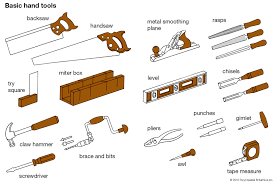 Basic hand tools
backsaw
handsaw
metal smoothing
plane
rasps
try
square
miter box
level
chisels
claw hammer
brace and bits
pliers
punches
gimlet
screwdriver
awl
tape measure